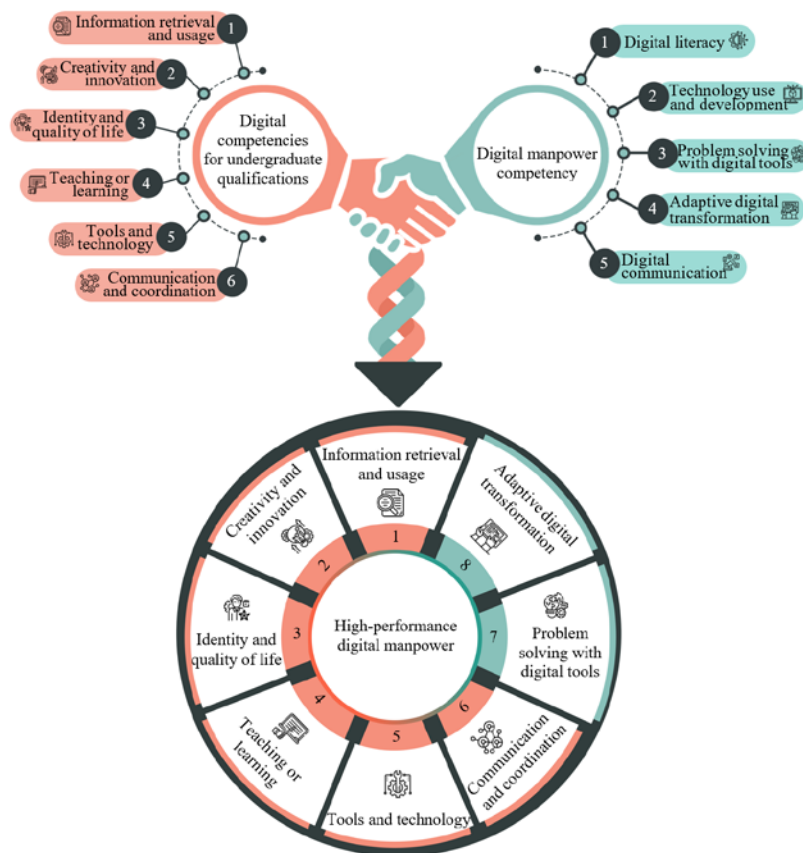 Information retrieval
and usage
1
Creativity and
innovation
2
Identity and
quality of life
3
Teaching or
learning
4
Tools and
technology
5
Communication
and coordination
6
Digital
competencies
for undergraduate
qualifications
Digital manpower
competency
1
Digital literacy
2
Technology use
and development
3
Problem solving
with digital tools
4
Adaptive digital
transformation
5
Digital
communication
Information retrieval
and usage
1
Creativity and
innovation
2
Identity and
quality of life
3
Teaching or
learning
4
Tools and technology
5
Communication
and coordination
6
Problem
solving with
digital tools
7
Adaptive digital
transformation
8
High-performance
digital manpower